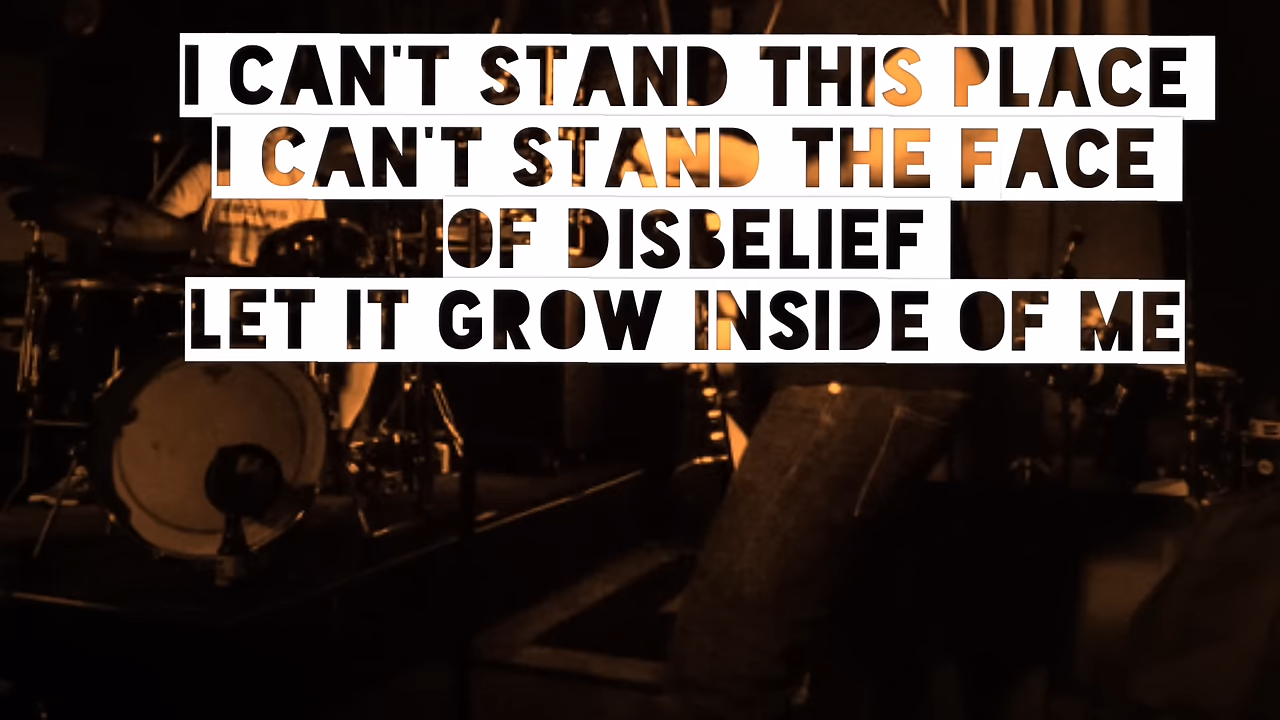 I CAN'T STAND THIS PLACE
I CAN'T STAND THE FACE
OF DISBELIEF
LET IT GROW INSIDE OF ME